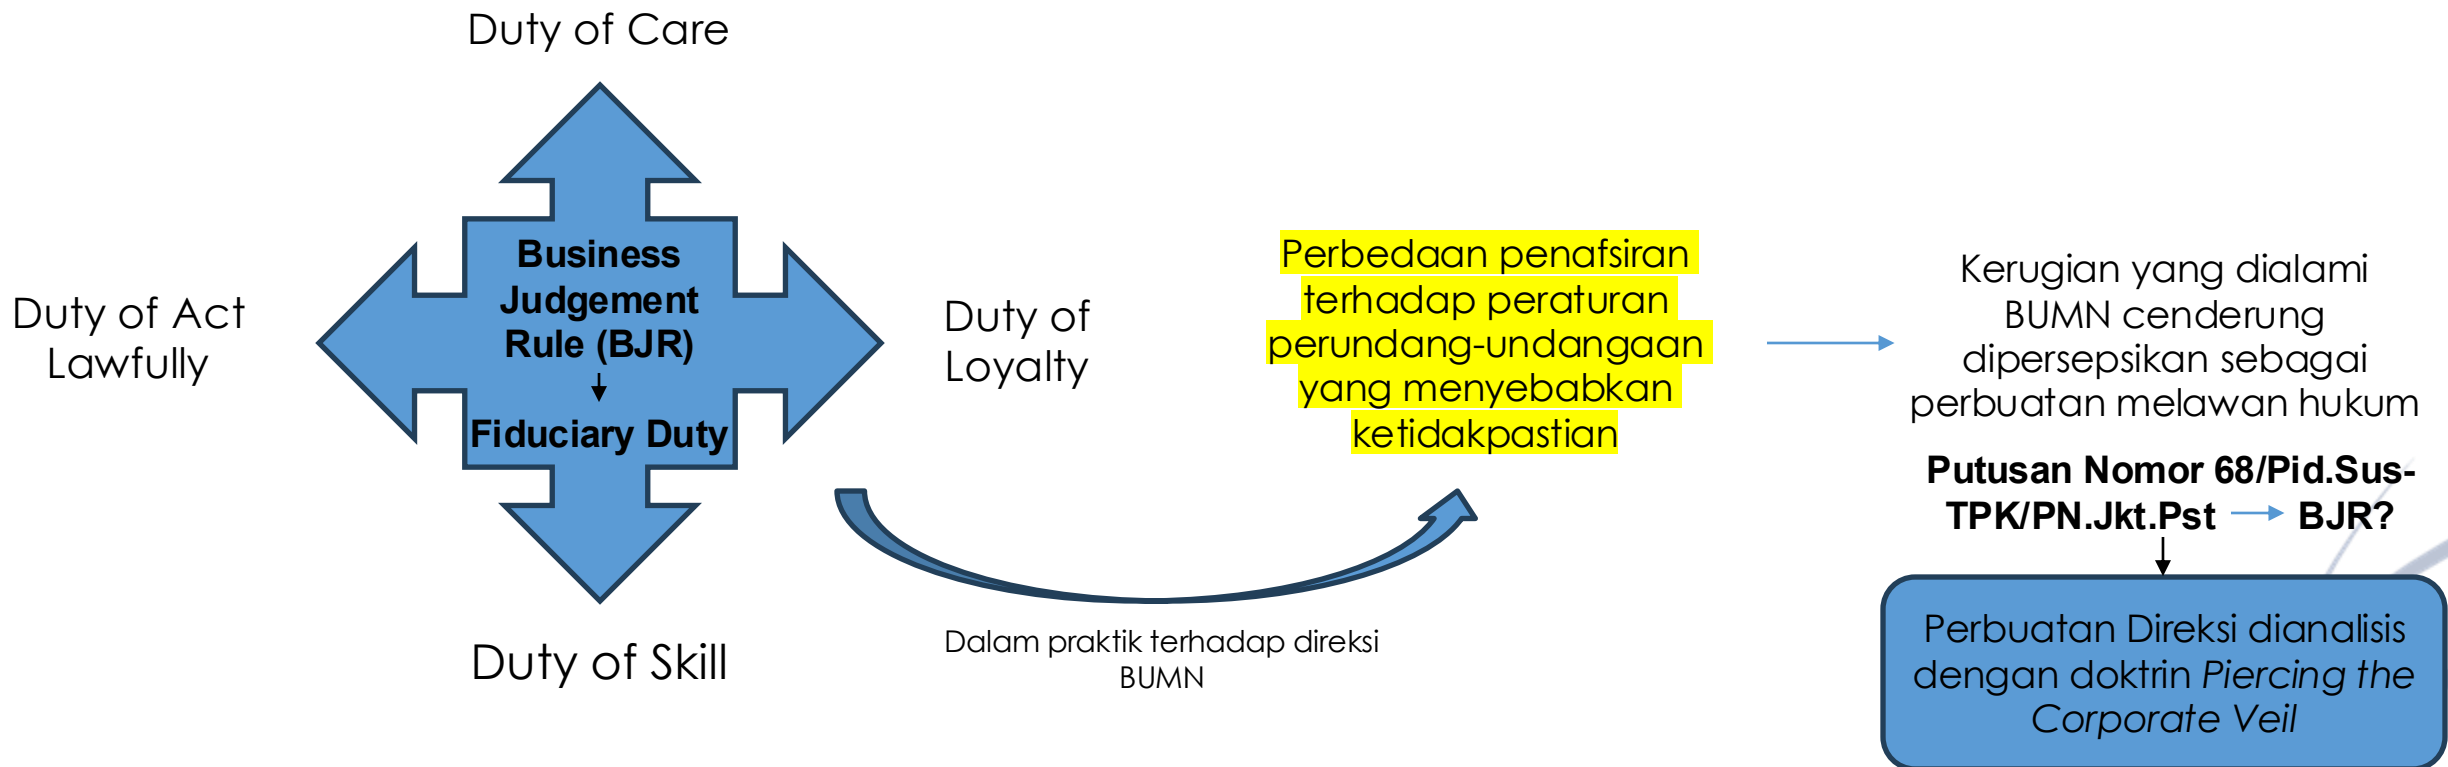 Duty of Care
Duty of Act
Lawfully
Business
Judgement
Rule (BJR)
Fiduciary Duty
Duty of
Loyalty
Duty of Skill
Dalam praktik terhadap direksi
BUMN
Perbedaan penafsiran
terhadap peraturan
perundang-undangaan
yang menyebabkan
ketidakpastian
Kerugian yang dialami
BUMN cenderung
dipersepsikan sebagai
perbuatan melawan hukum
Putusan Nomor 68/Pid.Sus-
TPK/PN.Jkt.Pst → BJR?
Perbuatan Direksi dianalisis
dengan doktrin Piercing the
Corporate Veil